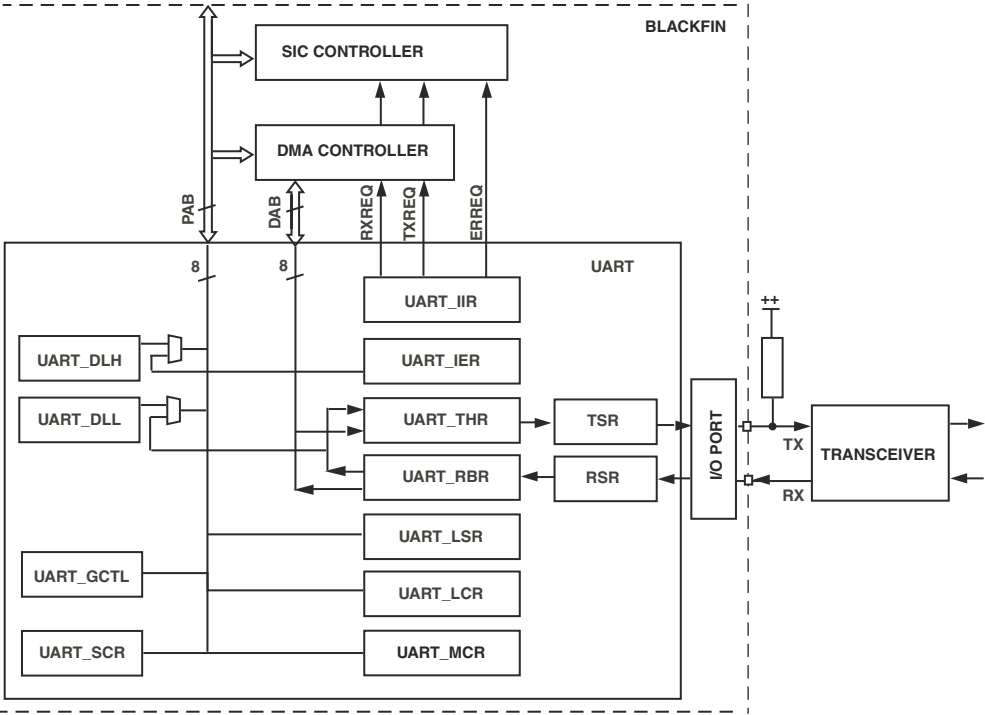 BLACKFIN
SIC CONTROLLER
DMA CONTROLLER
PAB
DAB
RXREQ
TXREQ
ERREQ
8
8
UART
UART_IIR
++
UART_DLH
UART_IER
UART_DLL
UART_THR
TSR
I/O PORT
TX
TRANSCEIVER
UART_RBR
RSR
RX
UART_LSR
UART_GCTL
UART_LCR
UART_SCR
UART_MCR